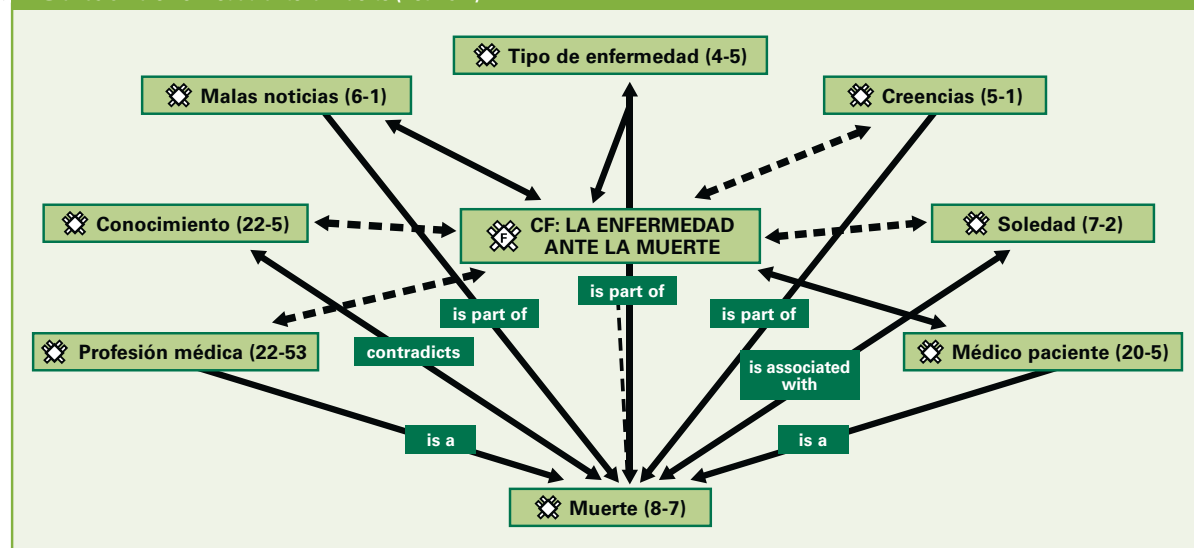 Tipo de enfermedad (4-5)
Malas noticias (6-1)
Creencias (5-1)
Conocimiento (22-5)
F
CF: LA ENFERMEDAD
ANTE LA MUERTE
Soledad (7-2)
is part of
is part of
is part of
Profesión médica (22-53
contradicts
is associated
with
Médico paciente (20-5)
is a
is a
Muerte (8-7)